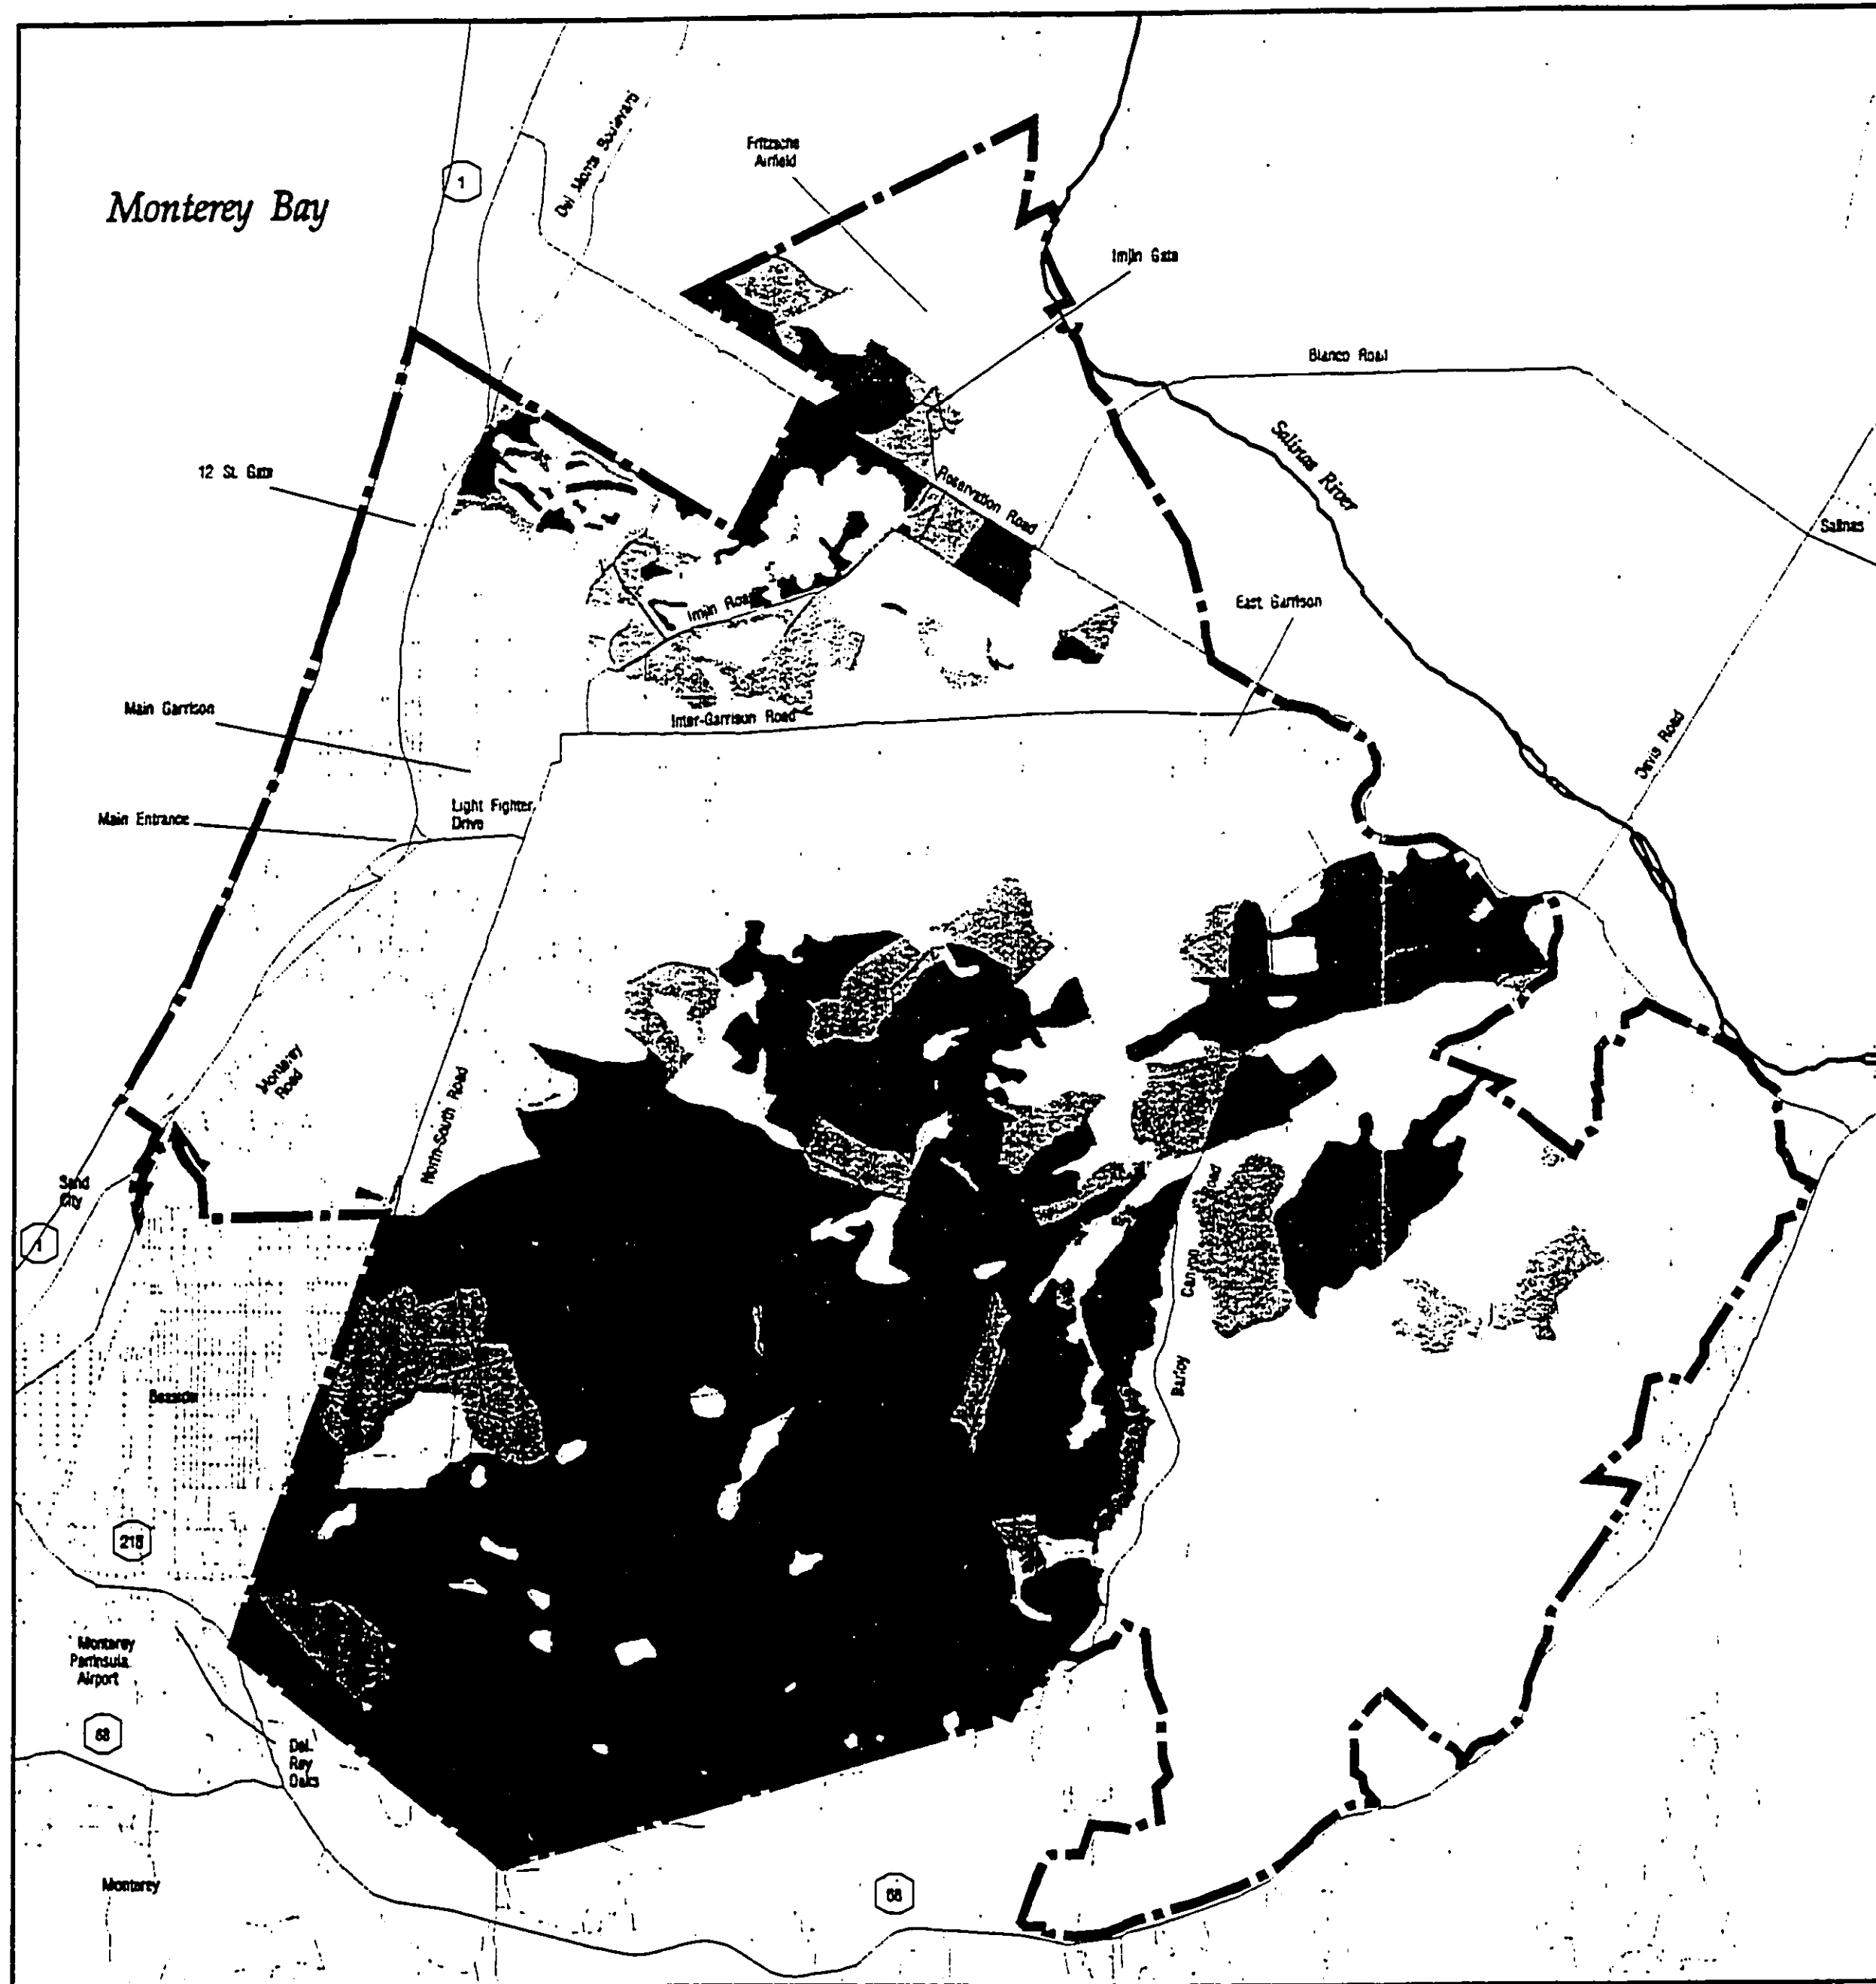 Monterey Bay
1
Del Monte Boulevard
Fritzsche
Airfield
Imjin Gate
Blanco Road
Salinas River
12 St. Gate
Reservation Road
Salinas
Imjin Road
East Garrison
Main Garrison
Inter-Garrison Road
Davis Road
Light Fighter
Drive
Main Entrance
Monterey
Road
North-South Road
Sand
City
1
Barloy Canyon Road
Seaside
218
Monterey
Peninsula
Airport
68
Del
Rey
Oaks
Monterey
68